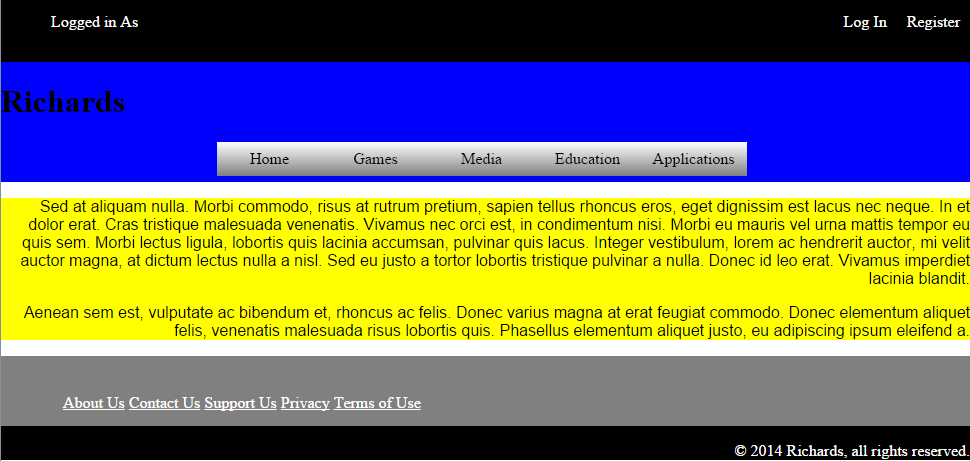 Logged in As Log In Register
Richards
Home Games Media Education Applications
Sed at aliquam nulla. Morbi commodo, risus at rutrum pretium, sapien tellus rhoncus eros, eget dignissim est lacus nec neque. In et
dolor erat. Cras tristique malesuada venenatis. Vivamus nec orci est, in condimentum nisi. Morbi eu mauris vel urna mattis tempor eu
quis sem. Morbi lectus ligula, lobortis quis lacinia accumsan, pulvinar quis lacus. Integer vestibulum, lorem ac hendrerit auctor, mi velit
auctor magna, at dictum lectus nulla a nisl. Sed eu justo a tortor lobortis tristique pulvinar a nulla. Donec id leo erat. Vivamus imperdiet
lacinia blandit.
Aenean sem est, vulputate ac bibendum et, rhoncus ac felis. Donec varius magna at erat feugiat commodo. Donec elementum aliquet
felis, venenatis malesuada risus lobortis quis. Phasellus elementum aliquet justo, eu adipiscing ipsum eleifend a.
About Us Contact Us Support Us Privacy Terms of Use
© 2014 Richards, all rights reserved.